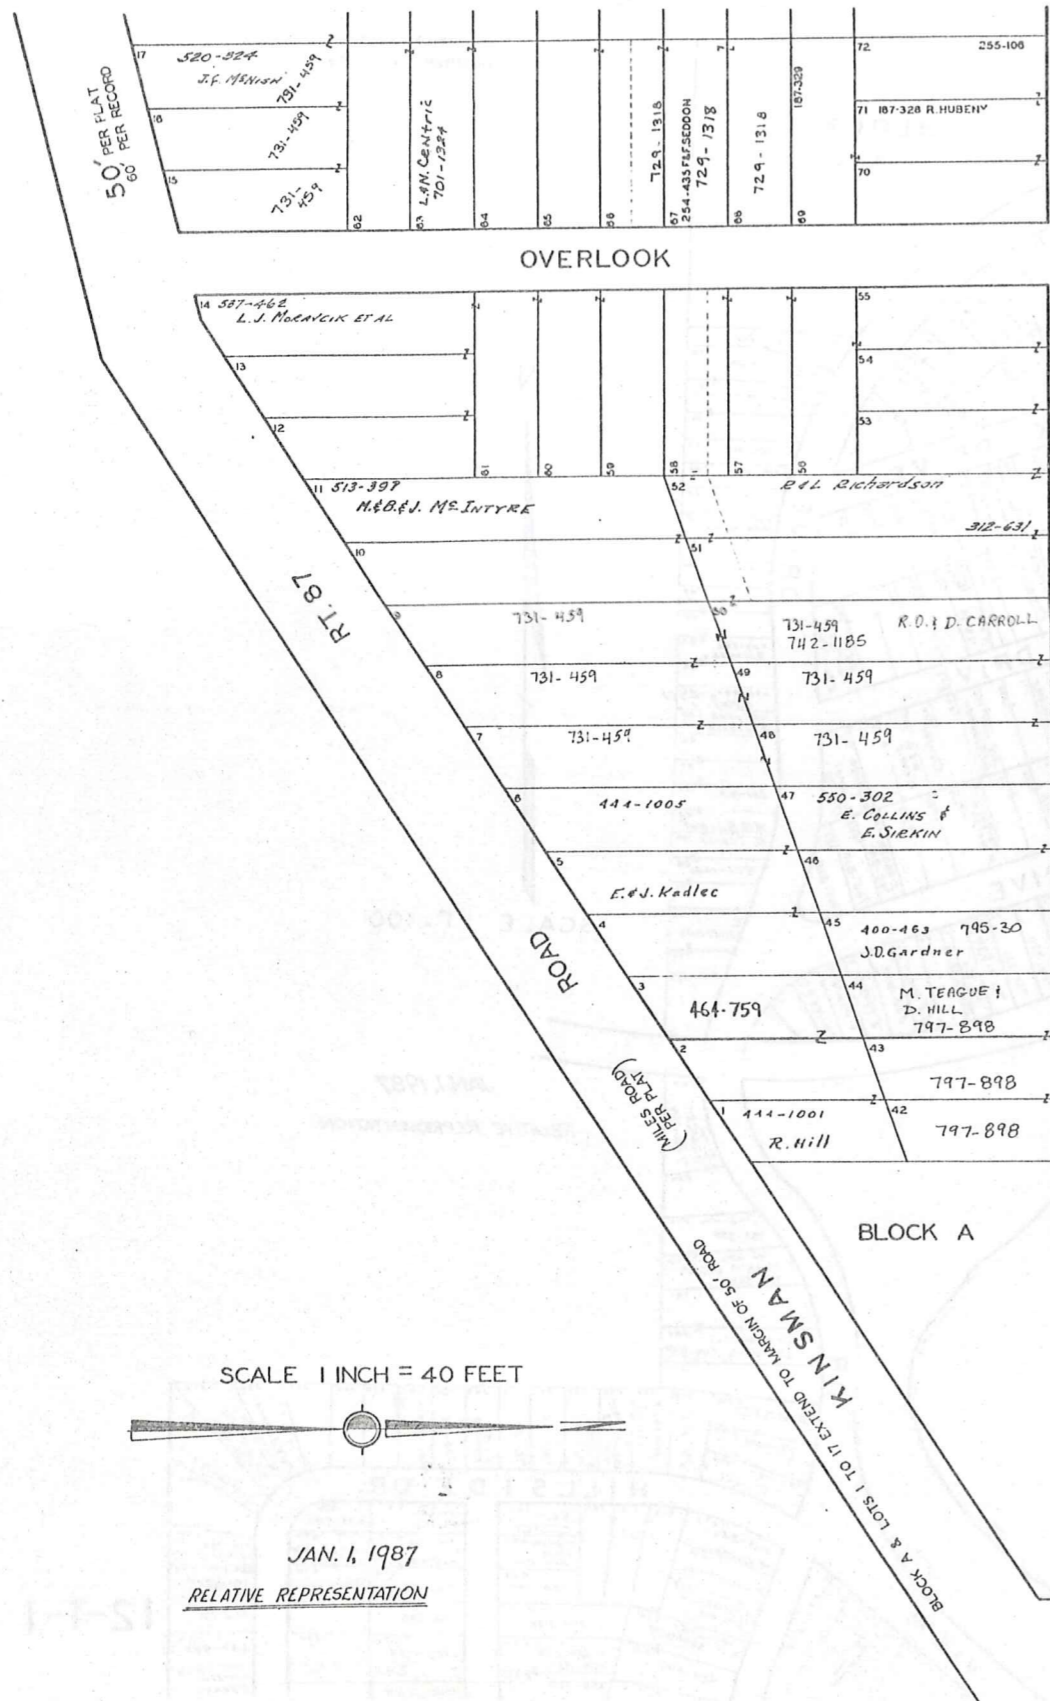 17
520-324
J.F. McNISH
731-459
16
731-459
15
731-
459
50' PER PLAT
60' PER RECORD
62
63
L.&N. CENTRIC
701-1324
64
65
66
729-1318
67
254-435 F.&F. SEDDON
729-1318
68
729-1318
69
187-329
72
255-106
71 187-328 R. HUBENY
70
OVERLOOK
14 587-462
L.J. MORAVCIK ET AL
13
12
61
60
59
58
57
56
55
54
53
11 513-398
M.&B.&J. McINTYRE
52
R&L Richardson
312-631
10
51
RT. 87
9
731-459
50
731-459
R.O. & D. CARROLL
742-1185
8
731-459
49
731-459
7
731-459
48
731-459
6
444-1005
47
550-302
E. COLLINS &
E. SIRKIN
5
46
E.&J. Kadlec
4
45
400-463
795-30
J.D. Gardner
ROAD
3
44
464-759
M. TEAGUE &
D. HILL
797-898
2
43
797-898
(MILES ROAD)
(PER PLAT)
1
444-1001
R. Hill
42
797-898
BLOCK A
KINSMAN
BLOCK A & LOTS 1 TO 17 EXTEND TO MARGIN OF 50' ROAD
SCALE 1 INCH = 40 FEET
JAN. 1, 1987
RELATIVE REPRESENTATION